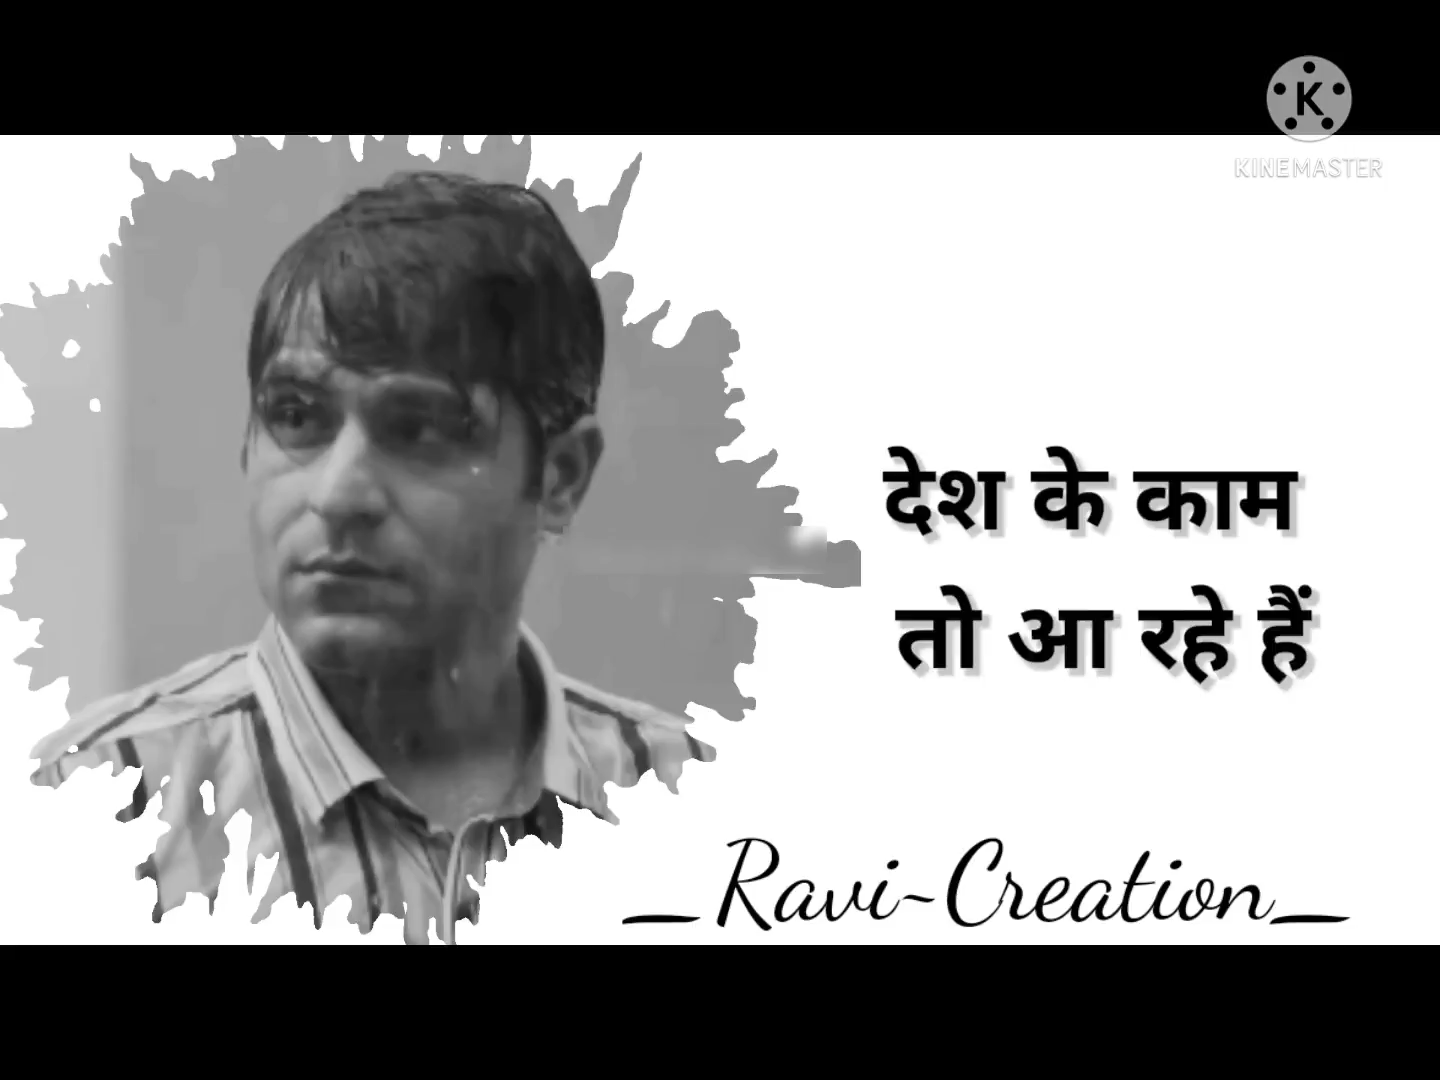 K
KINEMASTER
देश के काम
तो आ रहे हैं
_Ravi~Creation_